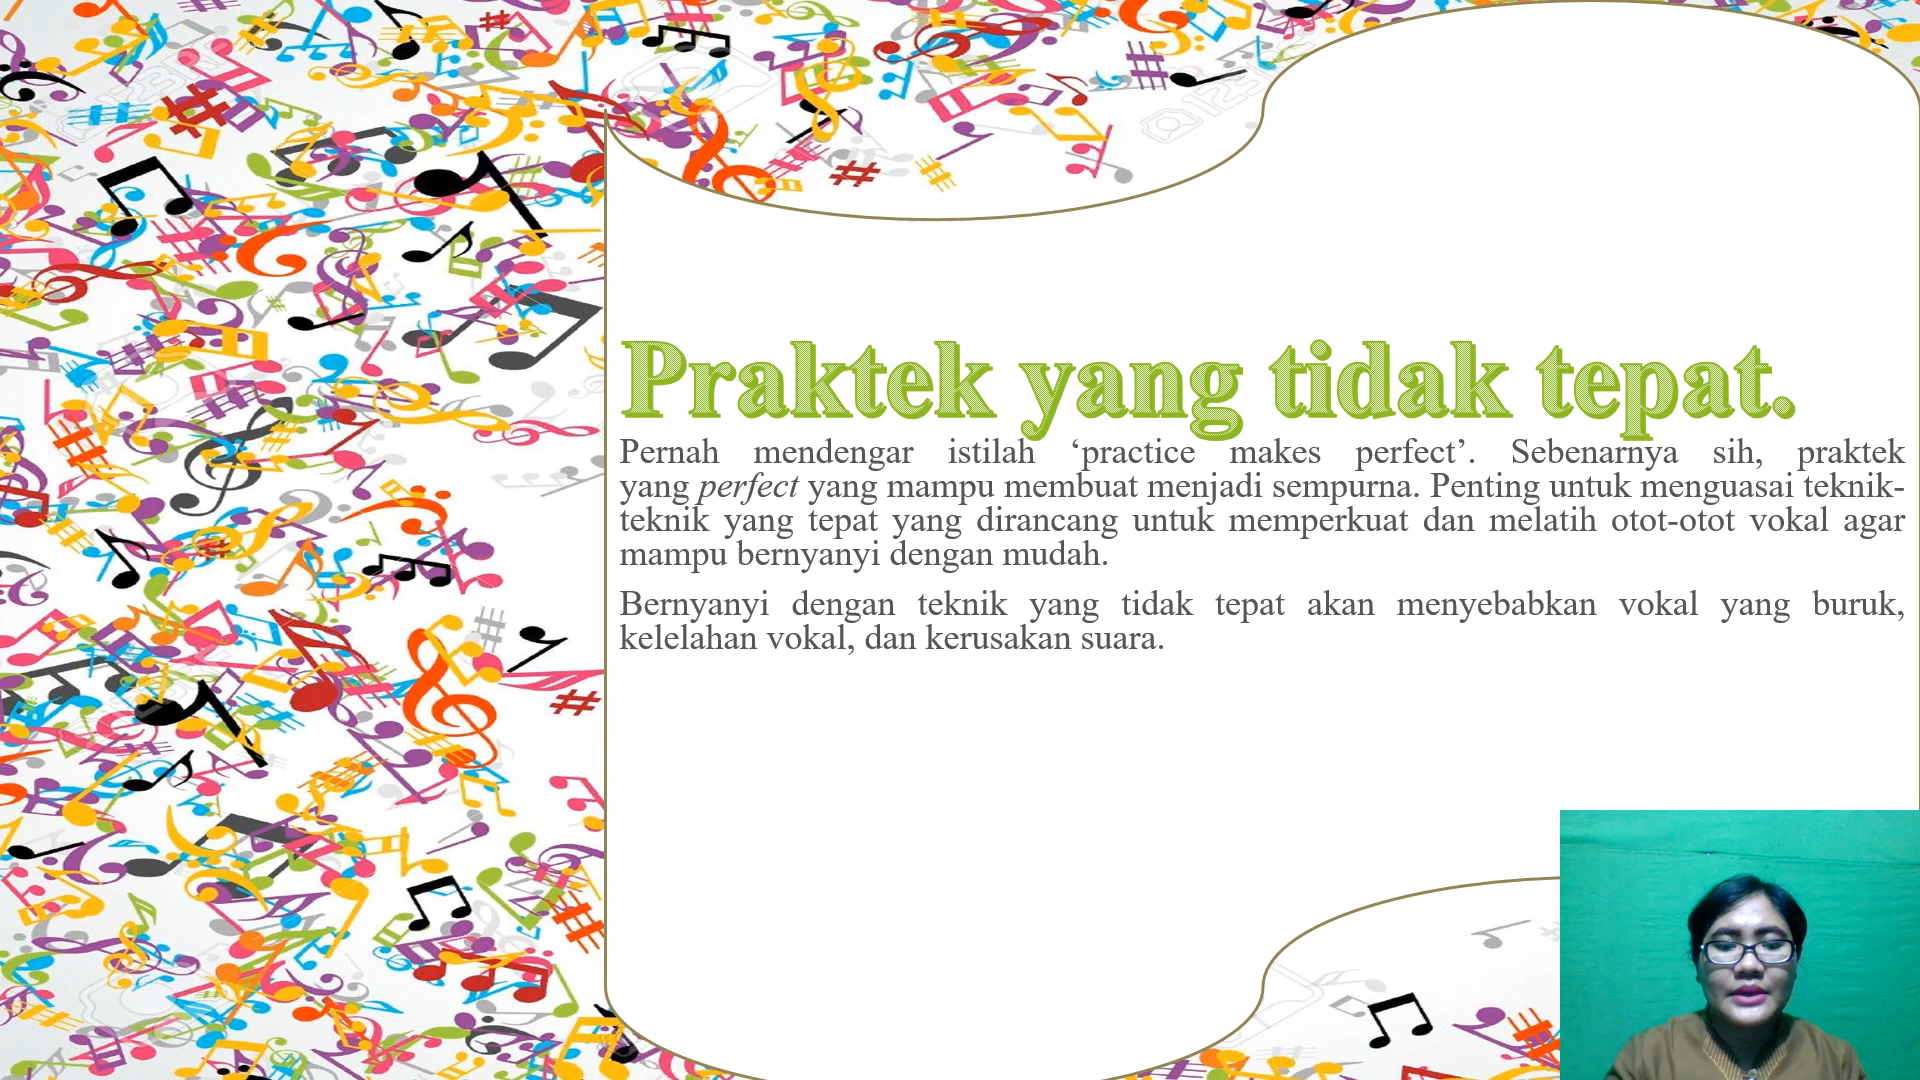 Praktek yang tidak tepat.
Pernah mendengar istilah ‘practice makes perfect’. Sebenarnya sih, praktek
yang perfect yang mampu membuat menjadi sempurna. Penting untuk menguasai teknik-
teknik yang tepat yang dirancang untuk memperkuat dan melatih otot-otot vokal agar
mampu bernyanyi dengan mudah.
Bernyanyi dengan teknik yang tidak tepat akan menyebabkan vokal yang buruk,
kelelahan vokal, dan kerusakan suara.